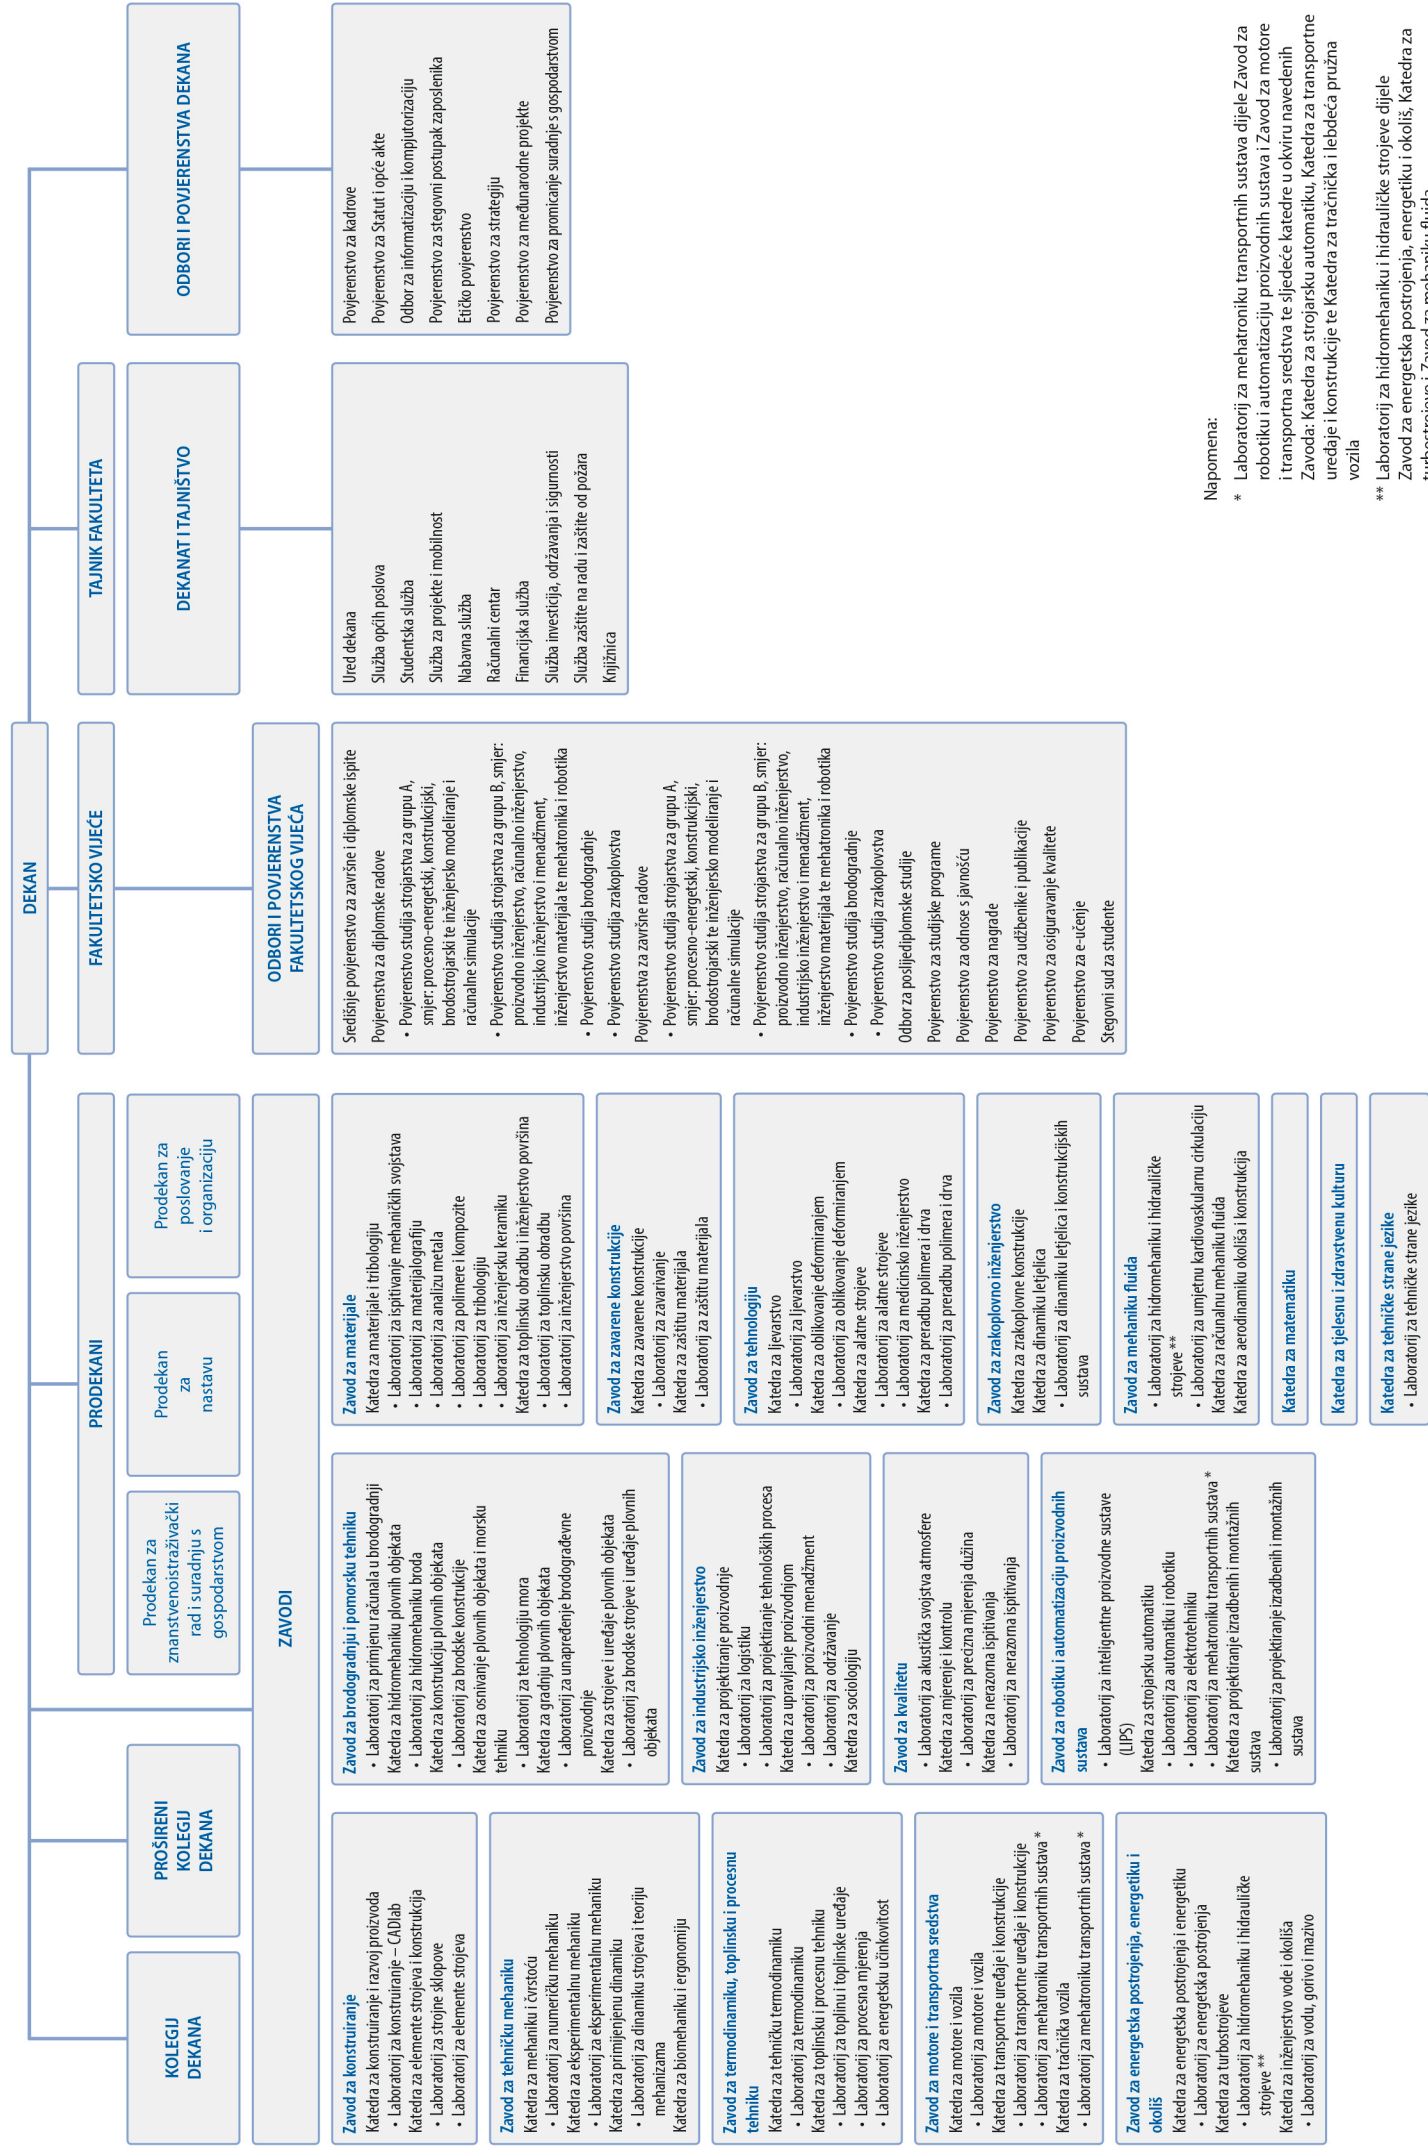 DEKAN
PRODEKANI
FAKULTETSKO VIJEĆE
TAJNIK FAKULTETA
KOLEGIJ
DEKANA
PROŠIRENI
KOLEGIJ
DEKANA
Prodekan za
znanstvenoistraživački
rad i suradnju s
gospodarstvom
Prodekan
za
nastavu
Prodekan za
poslovanje
i organizaciju
DEKANAT I TAJNIŠTVO
ODBORI I POVJERENSTVA DEKANA
ZAVODI
ODBORI I POVJERENSTVA
FAKULTETSKOG VIJEĆA
Zavod za konstruiranje
Katedra za konstruiranje i razvoj proizvoda
• Laboratorij za konstruiranje – CADlab
Katedra za elemente strojeva i konstrukcija
• Laboratorij za strojne sklopove
• Laboratorij za elemente strojeva
Zavod za tehničku mehaniku
Katedra za mehaniku i čvrstoću
• Laboratorij za numeričku mehaniku
Katedra za eksperimentalnu mehaniku
• Laboratorij za eksperimentalnu mehaniku
Katedra za primijenjenu dinamiku
• Laboratorij za dinamiku strojeva i teoriju
mehanizama
Katedra za biomehaniku i ergonomiju
Zavod za termodinamiku, toplinsku i procesnu
tehniku
Katedra za tehničku termodinamiku
• Laboratorij za termodinamiku
Katedra za toplinsku i procesnu tehniku
• Laboratorij za toplinu i toplinske uređaje
• Laboratorij za procesna mjerenja
• Laboratorij za energetsku učinkovitost
Zavod za motore i transportna sredstva
Katedra za motore i vozila
• Laboratorij za motore i vozila
Katedra za transportne uređaje i konstrukcije
• Laboratorij za transportne uređaje i konstrukcije
• Laboratorij za mehatroniku transportnih sustava *
Katedra za tračnička vozila
• Laboratorij za mehatroniku transportnih sustava *
Zavod za energetska postrojenja, energetiku i
okoliš
Katedra za energetska postrojenja i energetiku
• Laboratorij za energetska postrojenja
Katedra za turbostrojeve
• Laboratorij za hidromehaniku i hidrauličke
strojeve **
Katedra za inženjerstvo vode i okoliša
• Laboratorij za vodu, gorivo i mazivo
Zavod za brodogradnju i pomorsku tehniku
• Laboratorij za primjenu računala u brodogradnji
Katedra za hidromehaniku plovnih objekata
• Laboratorij za hidromehaniku broda
Katedra za konstrukciju plovnih objekata
• Laboratorij za brodske konstrukcije
Katedra za osnivanje plovnih objekata i morsku
tehniku
• Laboratorij za tehnologiju mora
Katedra za gradnju plovnih objekata
• Laboratorij za unapređenje brodograđevne
proizvodnje
Katedra za strojeve i uređaje plovnih objekata
• Laboratorij za brodske strojeve i uređaje plovnih
objekata
Zavod za industrijsko inženjerstvo
Katedra za projektiranje proizvodnje
• Laboratorij za logistiku
• Laboratorij za projektiranje tehnoloških procesa
Katedra za upravljanje proizvodnjom
• Laboratorij za proizvodni menadžment
• Laboratorij za održavanje
Katedra za sociologiju
Zavod za kvalitetu
• Laboratorij za akustička svojstva atmosfere
Katedra za mjerenje i kontrolu
• Laboratorij za precizna mjerenja dužina
Katedra za nerazorna ispitivanja
• Laboratorij za nerazorna ispitivanja
Zavod za robotiku i automatizaciju proizvodnih
sustava
• Laboratorij za inteligentne proizvodne sustave
(LIPS)
Katedra za strojarsku automatiku
• Laboratorij za automatiku i robotiku
• Laboratorij za elektrotehniku
• Laboratorij za mehatroniku transportnih sustava *
Katedra za projektiranje izradbenih i montažnih
sustava
• Laboratorij za projektiranje izradbenih i montažnih
sustava
Zavod za materijale
Katedra za materijale i tribologiju
• Laboratorij za ispitivanje mehaničkih svojstava
• Laboratorij za materijalografiju
• Laboratorij za analizu metala
• Laboratorij za polimere i kompozite
• Laboratorij za tribologiju
• Laboratorij za inženjersku keramiku
Katedra za toplinsku obradbu i inženjerstvo površina
• Laboratorij za toplinsku obradbu
• Laboratorij za inženjerstvo površina
Zavod za zavarene konstrukcije
Katedra za zavarene konstrukcije
• Laboratorij za zavarivanje
Katedra za zaštitu materijala
• Laboratorij za zaštitu materijala
Zavod za tehnologiju
Katedra za ljevarstvo
• Laboratorij za ljevarstvo
Katedra za oblikovanje deformiranjem
• Laboratorij za oblikovanje deformiranjem
Katedra za alatne strojeve
• Laboratorij za alatne strojeve
• Laboratorij za medicinsko inženjerstvo
Katedra za preradbu polimera i drva
• Laboratorij za preradbu polimera i drva
Zavod za zrakoplovno inženjerstvo
Katedra za zrakoplovne konstrukcije
Katedra za dinamiku letjelica
• Laboratorij za dinamiku letjelica i konstrukcijskih
sustava
Zavod za mehaniku fluida
• Laboratorij za hidromehaniku i hidrauličke
strojeve **
• Laboratorij za umjetnu kardiovaskularnu cirkulaciju
Katedra za računalnu mehaniku fluida
Katedra za aerodinamiku okoliša i konstrukcija
Katedra za matematiku
Katedra za tjelesnu i zdravstvenu kulturu
Katedra za tehničke strane jezike
• Laboratorij za tehničke strane jezike
Središnje povjerenstvo za završne i diplomske ispite
Povjerenstva za diplomske radove
• Povjerenstvo studija strojarstva za grupu A,
smjer: procesno-energetski, konstrukcijski,
brodostrojarski te inženjersko modeliranje i
računalne simulacije
• Povjerenstvo studija strojarstva za grupu B, smjer:
proizvodno inženjerstvo, računalno inženjerstvo,
industrijsko inženjerstvo i menadžment,
inženjerstvo materijala te mehatronika i robotika
• Povjerenstvo studija brodogradnje
• Povjerenstvo studija zrakoplovstva
Povjerenstva za završne radove
• Povjerenstvo studija strojarstva za grupu A,
smjer: procesno-energetski, konstrukcijski,
brodostrojarski te inženjersko modeliranje i
računalne simulacije
• Povjerenstvo studija strojarstva za grupu B, smjer:
proizvodno inženjerstvo, računalno inženjerstvo,
industrijsko inženjerstvo i menadžment,
inženjerstvo materijala te mehatronika i robotika
• Povjerenstvo studija brodogradnje
• Povjerenstvo studija zrakoplovstva
Odbor za poslijediplomske studije
Povjerenstvo za studijske programe
Povjerenstvo za odnose s javnošću
Povjerenstvo za nagrade
Povjerenstvo za udžbenike i publikacije
Povjerenstvo za osiguravanje kvalitete
Povjerenstvo za e-učenje
Stegovni sud za studente
Ured dekana
Služba općih poslova
Studentska služba
Služba za projekte i mobilnost
Nabavna služba
Računalni centar
Financijska služba
Služba investicija, održavanja i sigurnosti
Služba zaštite na radu i zaštite od požara
Knjižnica
Povjerenstvo za kadrove
Povjerenstvo za Statut i opće akte
Odbor za informatizaciju i kompjutorizaciju
Povjerenstvo za stegovni postupak zaposlenika
Etičko povjerenstvo
Povjerenstvo za strategiju
Povjerenstvo za međunarodne projekte
Povjerenstvo za promicanje suradnje s gospodarstvom
Napomena:
* Laboratorij za mehatroniku transportnih sustava dijele Zavod za
robotiku i automatizaciju proizvodnih sustava i Zavod za motore
i transportna sredstva te sljedeće katedre u okviru navedenih
Zavoda: Katedra za strojarsku automatiku, Katedra za transportne
uređaje i konstrukcije te Katedra za tračnička i lebdeća pružna
vozila
** Laboratorij za hidromehaniku i hidrauličke strojeve dijele
Zavod za energetska postrojenja, energetiku i okoliš, Katedra za
turbostrojeve i Zavod za mehaniku fluida